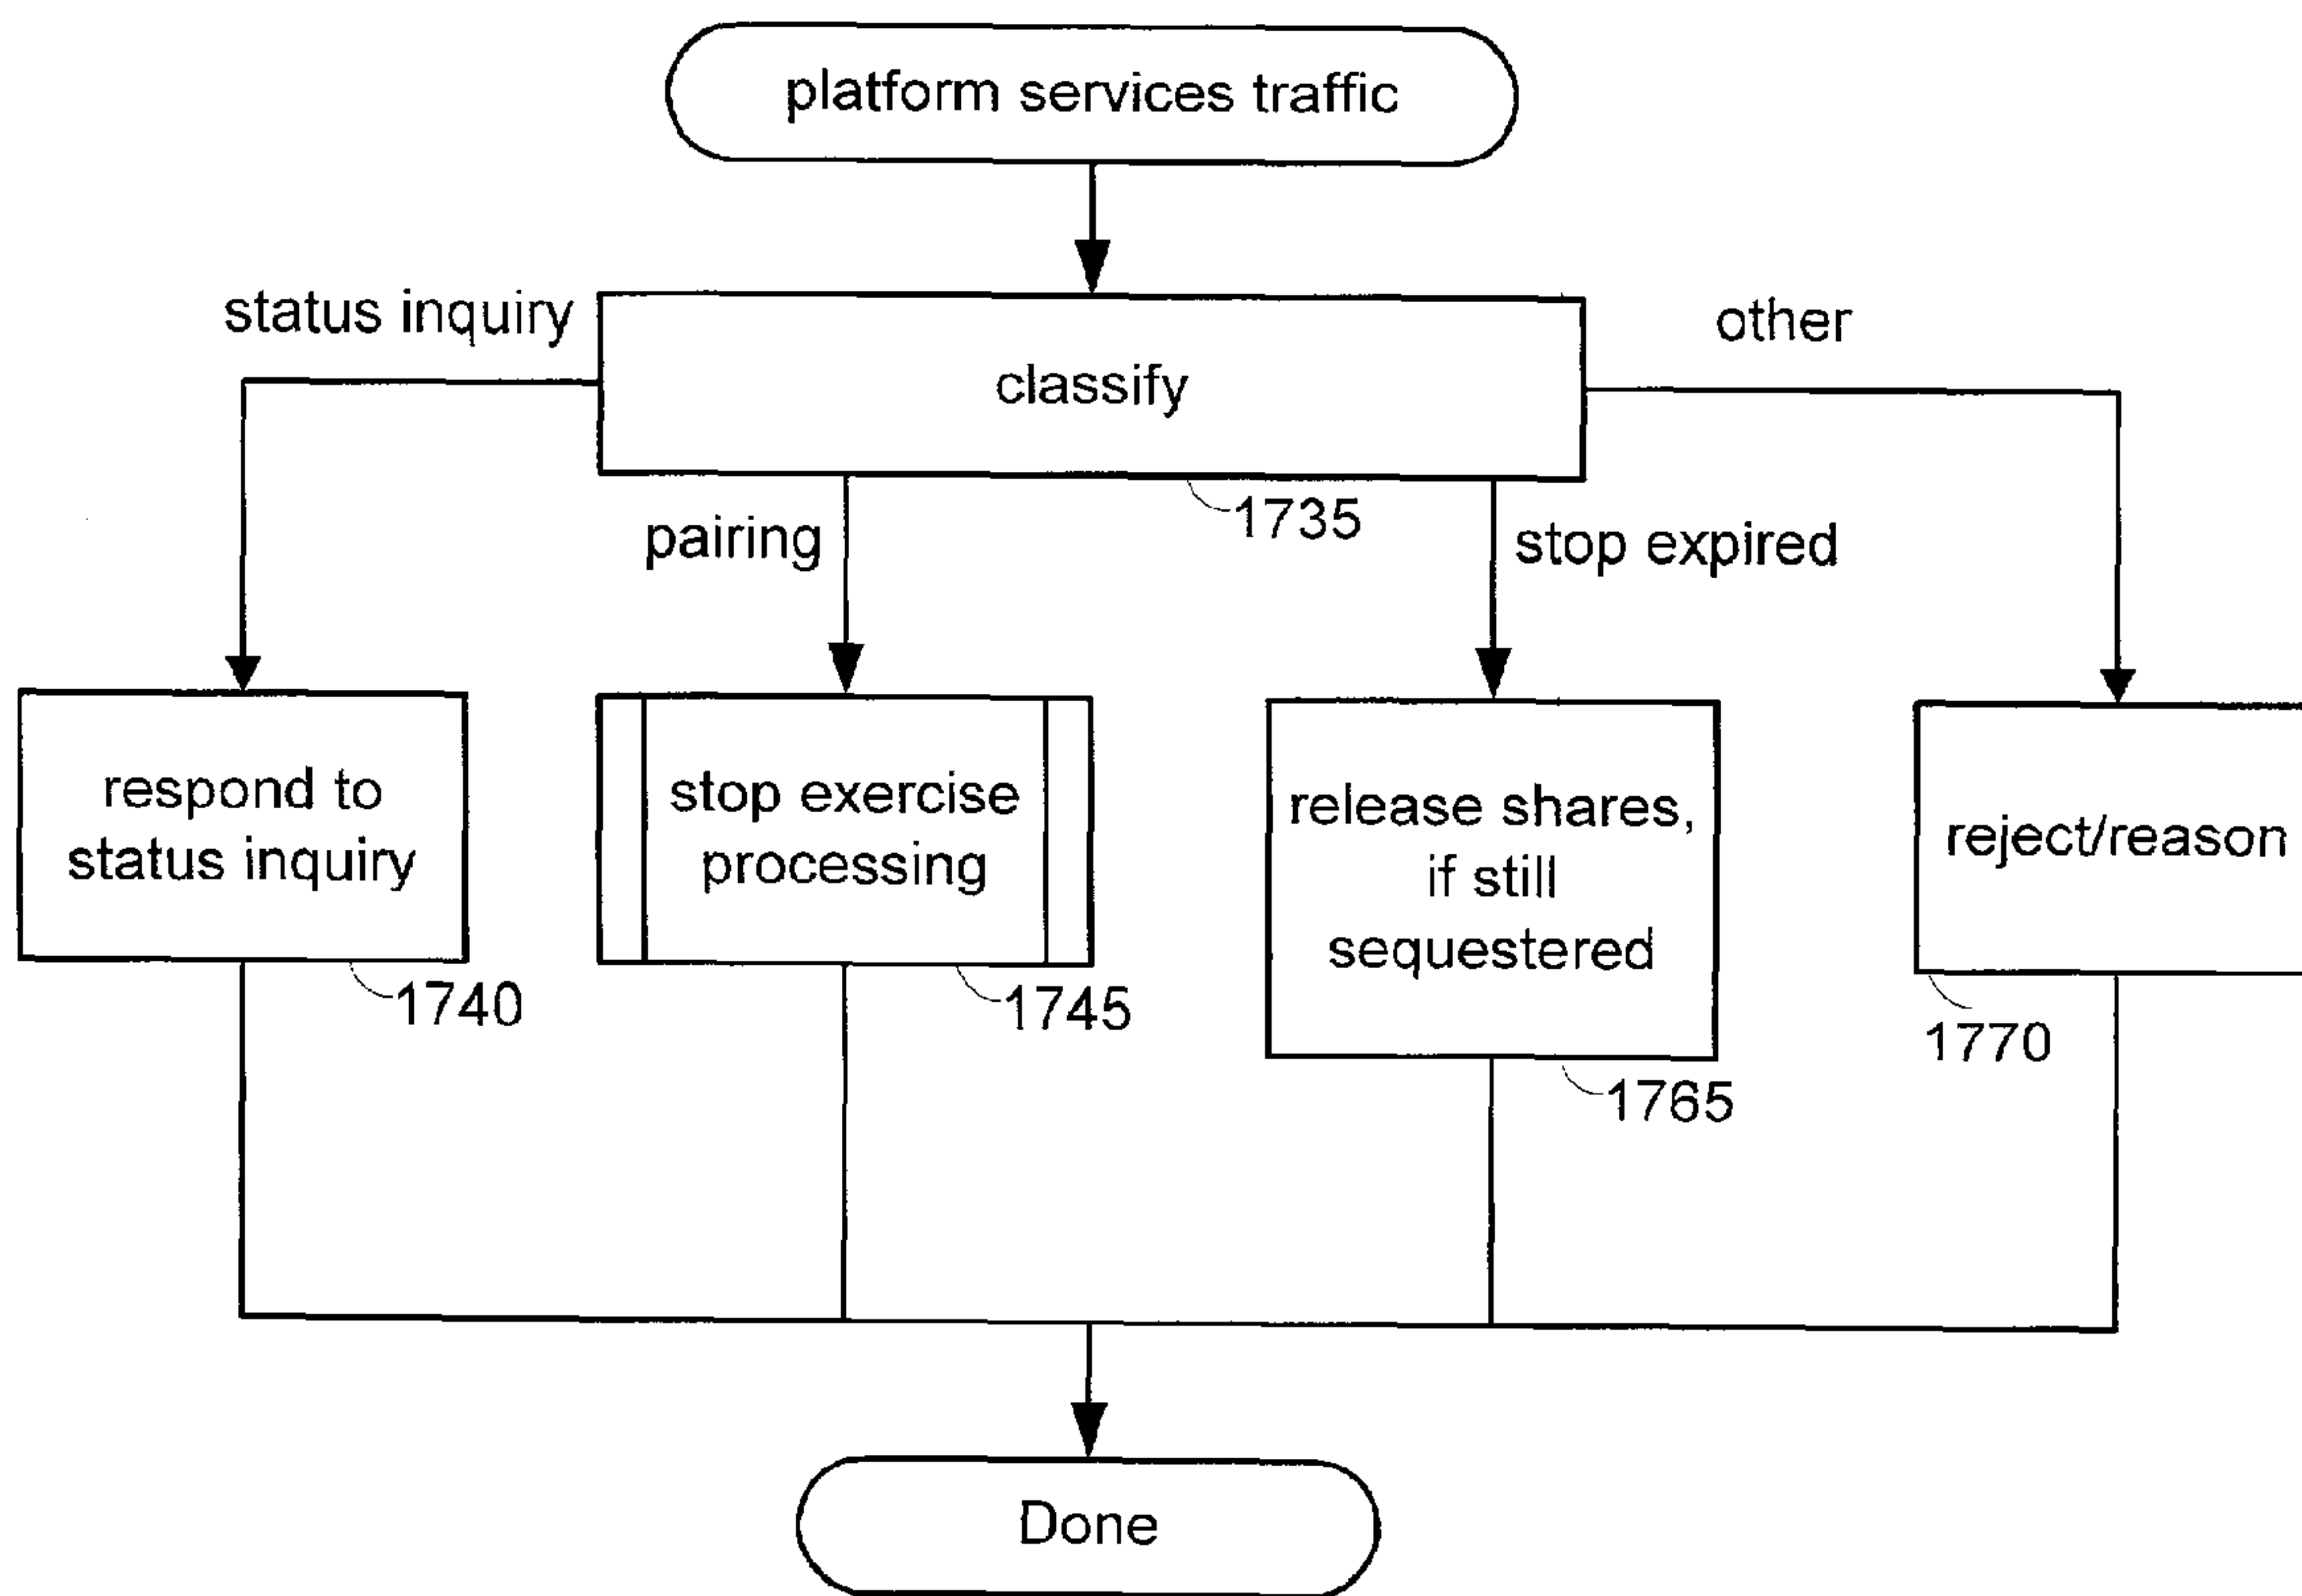 platform services traffic
status inquiry
other
classify
1735
pairing
stop expired
respond to
status inquiry
1740
stop exercise
processing
1745
release shares,
if still
sequestered
1765
reject/reason
1770
Done